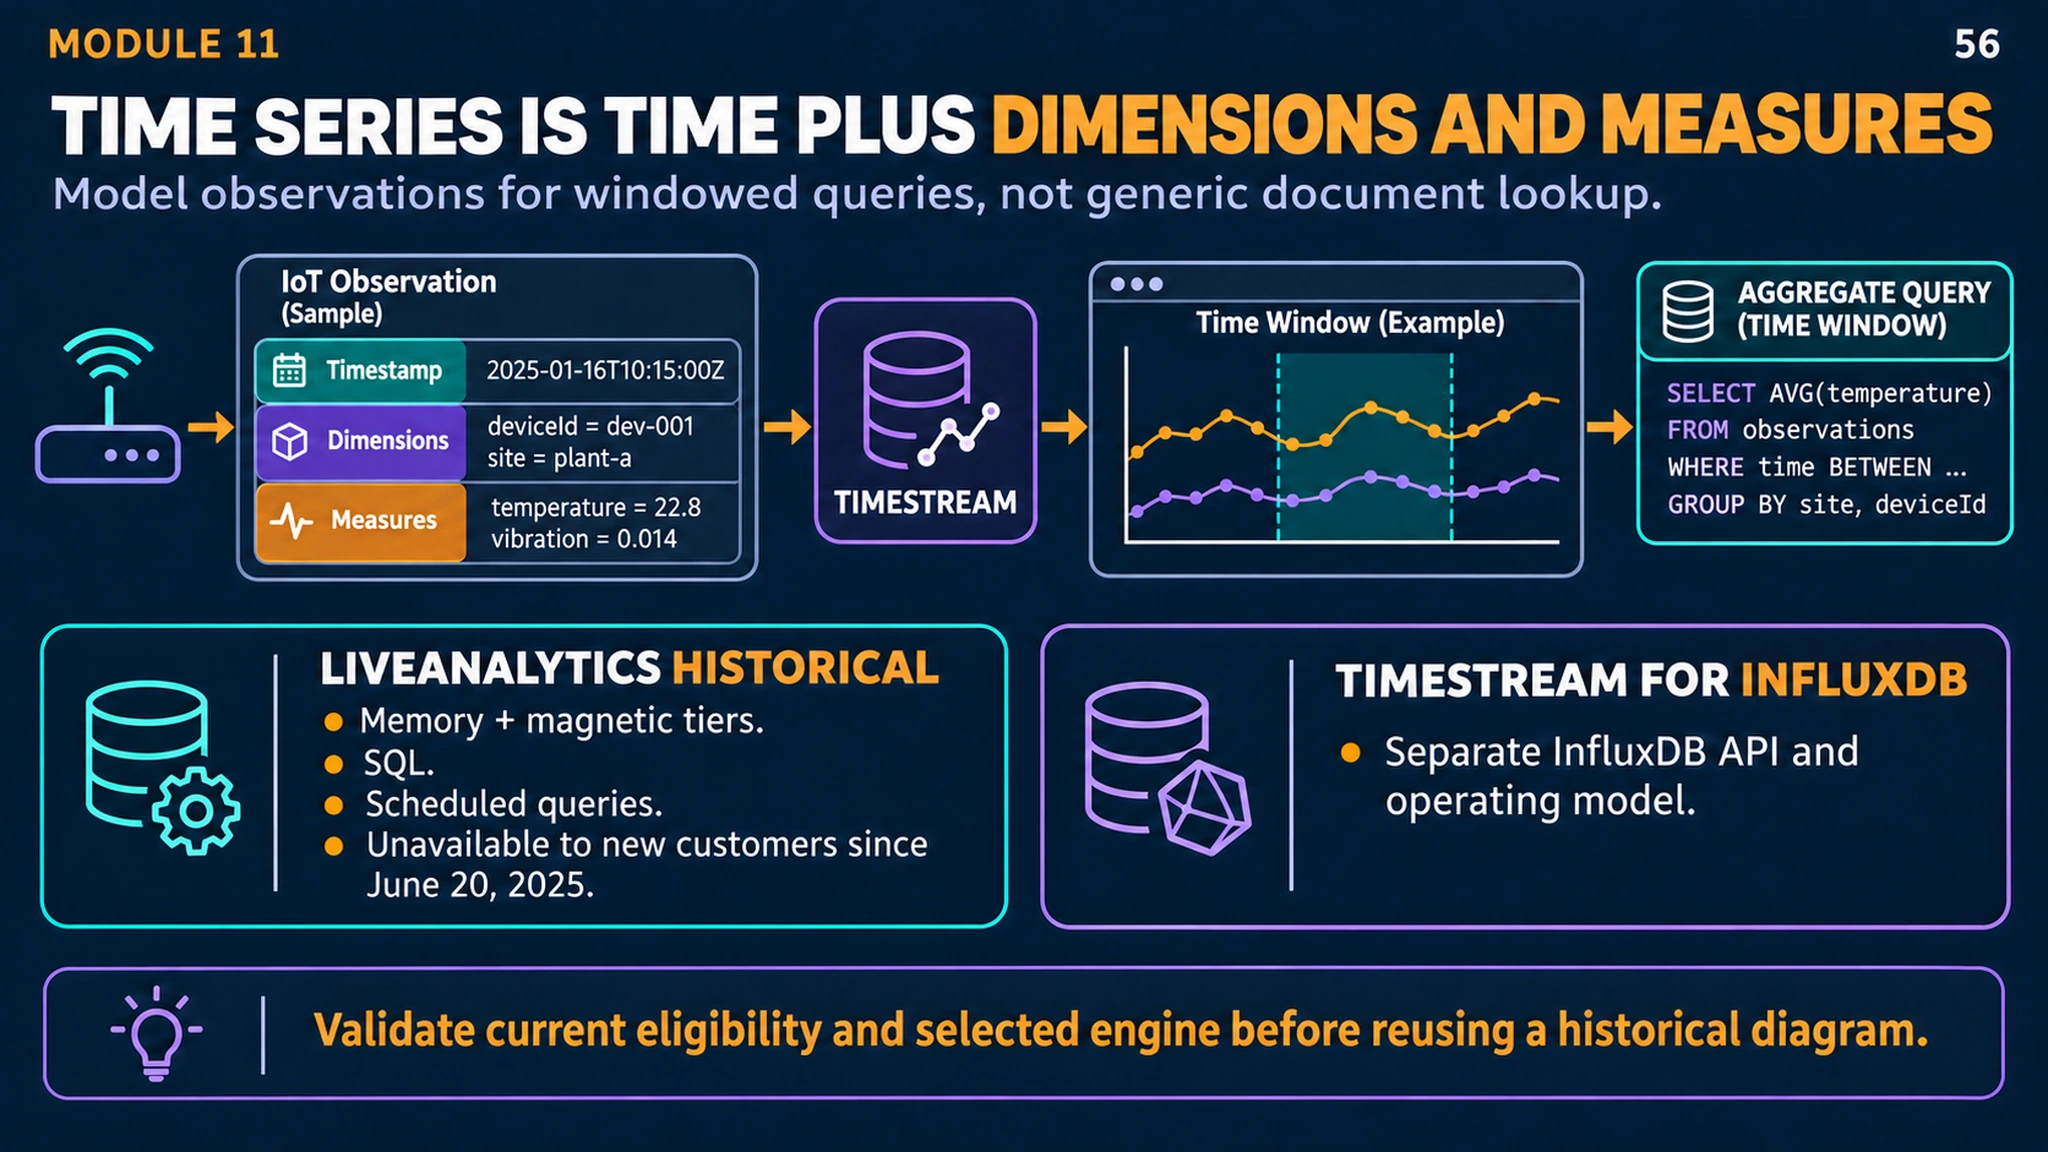 MODULE 11
56
TIME SERIES IS TIME PLUS DIMENSIONS AND MEASURES
Model observations for windowed queries, not generic document lookup.
IoT Observation
(Sample)
Timestamp
2025-01-16T10:15:00Z
Dimensions
deviceId = dev-001
site = plant-a
Measures
temperature = 22.8
vibration = 0.014
TIMESTREAM
Time Window (Example)
AGGREGATE QUERY
(TIME WINDOW)
SELECT AVG(temperature)
FROM observations
WHERE time BETWEEN ...
GROUP BY site, deviceId
LIVEANALYTICS HISTORICAL
Memory + magnetic tiers.
SQL.
Scheduled queries.
Unavailable to new customers since
June 20, 2025.
TIMESTREAM FOR INFLUXDB
Separate InfluxDB API and
operating model.
Validate current eligibility and selected engine before reusing a historical diagram.